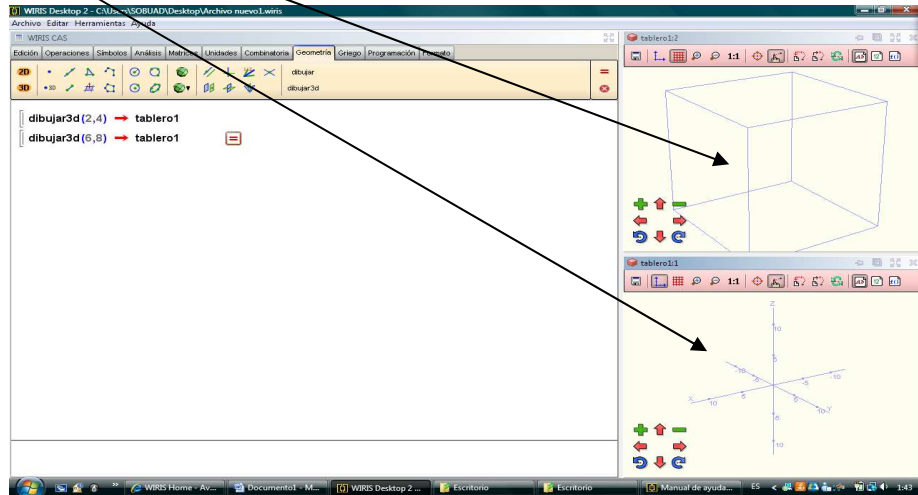 WIRIS Desktop 2 - C:\Users\SOBUAD\Desktop\Archivo nuevo1.wiris
Archivo Editar Herramientas Ayuda
WIRIS CAS
Edición Operaciones Símbolos Análisis Matrices Unidades Combinatoria Geometría Griego Programación Formato
2D dibujar =
3D 3D dibujar3d
dibujar3d(2,4) → tablero1
dibujar3d(6,8) → tablero1 =
tablero1:2
1:1
tablero1:1
1:1
Z
10
5
-10 -5 -5 -10
X 10 5 5 10 Y
-5
-10
WIRIS Home - Av... Documento1 - M... WIRIS Desktop 2 ... Escritorio Escritorio Manual de ayuda... ES 1:43